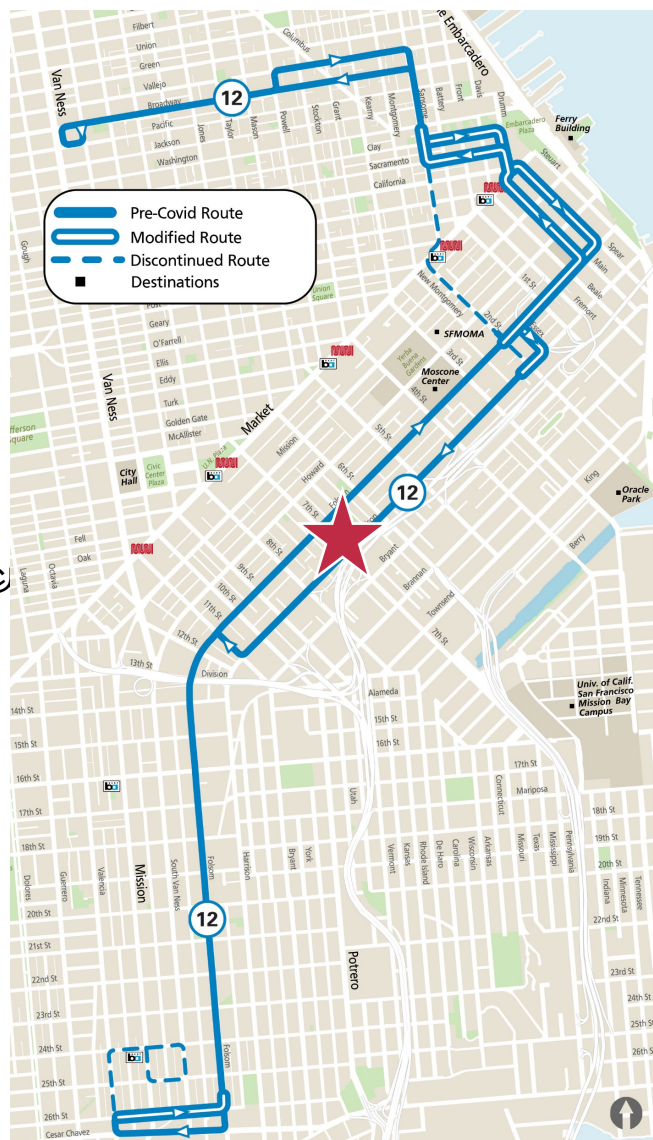 Filbert
Union
Green
Vallejo
Broadway
Pacific
Jackson
Washington
Van Ness
12
Columbus
The Embarcadero
Jones
Taylor
Mason
Powell
Stockton
Grant
Kearny
Montgomery
Sansome
Battery
Front
Davis
Drumm
Clay
Sacramento
California
Embarcadero
Plaza
Ferry
Building
Steuart
Pre-Covid Route
Modified Route
Discontinued Route
Destinations
Gough
Post
Geary
O'Farrell
Ellis
Eddy
Turk
Golden Gate
McAllister
Union
Square
New Montgomery
1st St
2nd St
Essex
Spear
Main
Beale
Fremont
SFMOMA
Yerba
Buena
Gardens
3rd St
Moscone
Center
4th St
5th St
Van Ness
Market
Mission
Howard
6th St
Folsom
7th St
12
Jefferson
Square
U.N. Plaza
City
Hall
Civic
Center
Plaza
Fell
Oak
Laguna
Octavia
8th St
9th St
10th St
11th St
12th St
13th St
Division
Bryant
Brannan
Townsend
7th St
King
Oracle
Park
Berry
Univ. of Calif.
San Francisco
Mission Bay
Campus
Alameda
15th St
16th St
17th St
Mariposa
14th St
15th St
16th St
17th St
18th St
20th St
21st St
22nd St
23rd St
24th St
25th St
26th St
Cesar Chavez
Dolores
Guerrero
Valencia
Mission
South Van Ness
Folsom
Harrison
Bryant
York
Potrero
Utah
Vermont
Kansas
Rhode Island
De Haro
Carolina
Wisconsin
Arkansas
Connecticut
Missouri
Texas
Mississippi
Pennsylvania
Indiana
Minnesota
Tennessee
18th St
19th St
20th St
22nd St
23rd St
24th St
25th St
26th St
12
Folsom